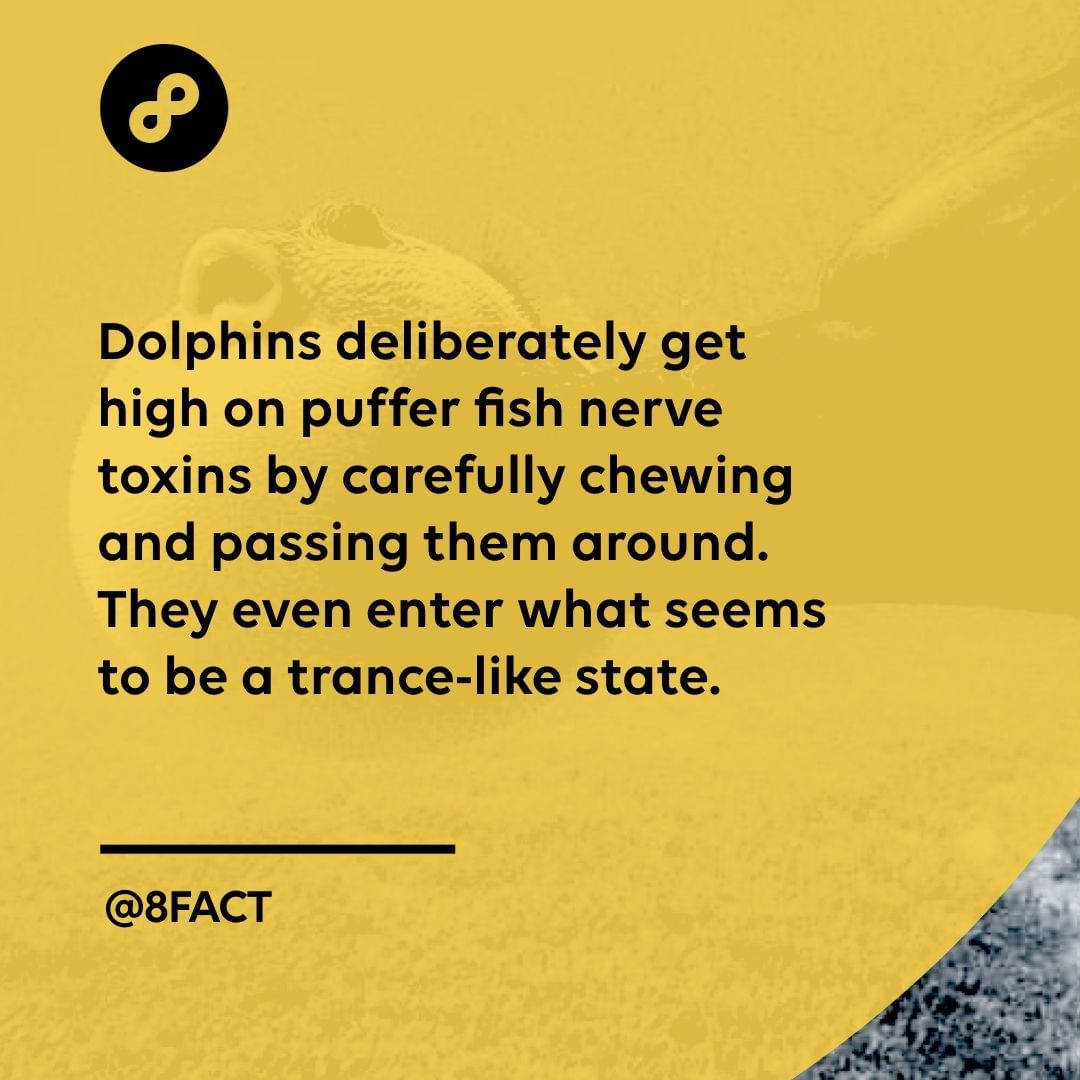 Dolphins deliberately get
high on puffer fish nerve
toxins by carefully chewing
and passing them around.
They even enter what seems
to be a trance-like state.
@8FACT